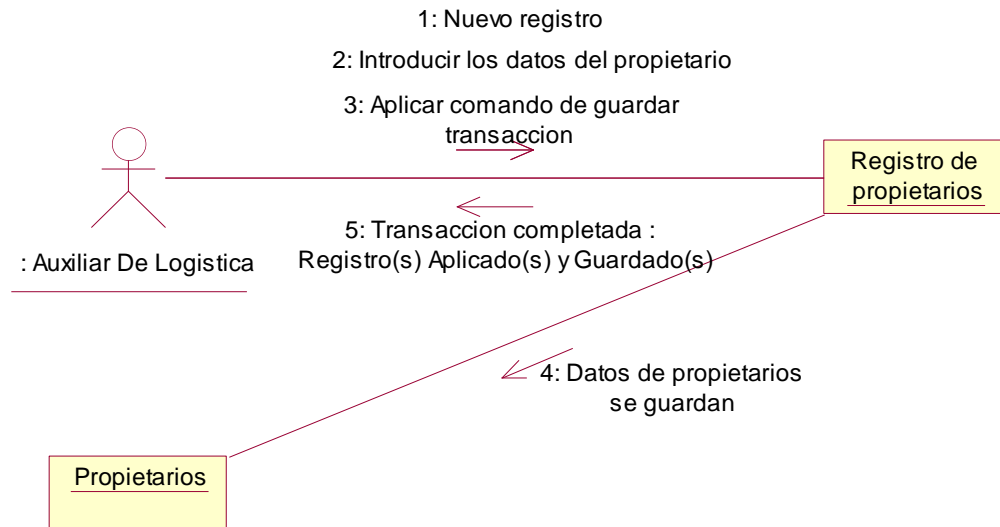 1: Nuevo registro
2: Introducir los datos del propietario
3: Aplicar comando de guardar
transaccion
Registro de
propietarios
5: Transaccion completada :
Registro(s) Aplicado(s) y Guardado(s)
: Auxiliar De Logistica
4: Datos de propietarios
se guardan
Propietarios